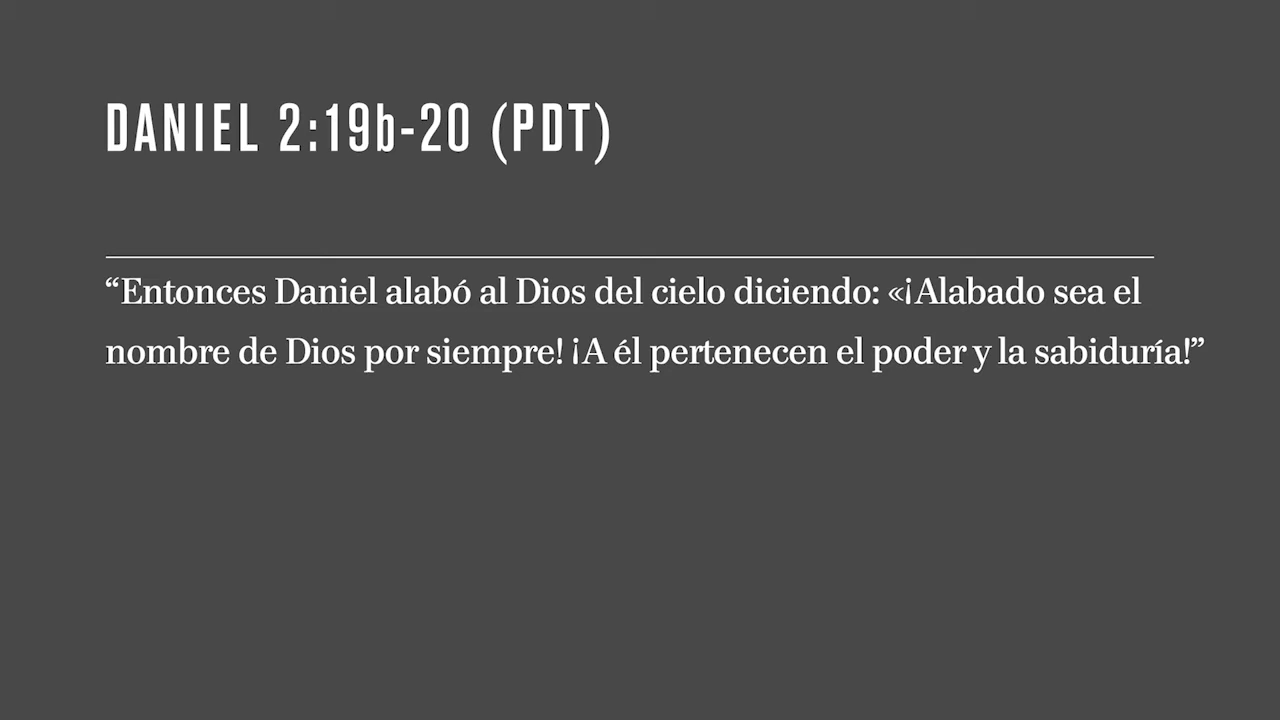 DANIEL 2:19b-20 (PDT)
“Entonces Daniel alabó al Dios del cielo diciendo: «¡Alabado sea el
nombre de Dios por siempre! ¡A él pertenecen el poder y la sabiduría!”